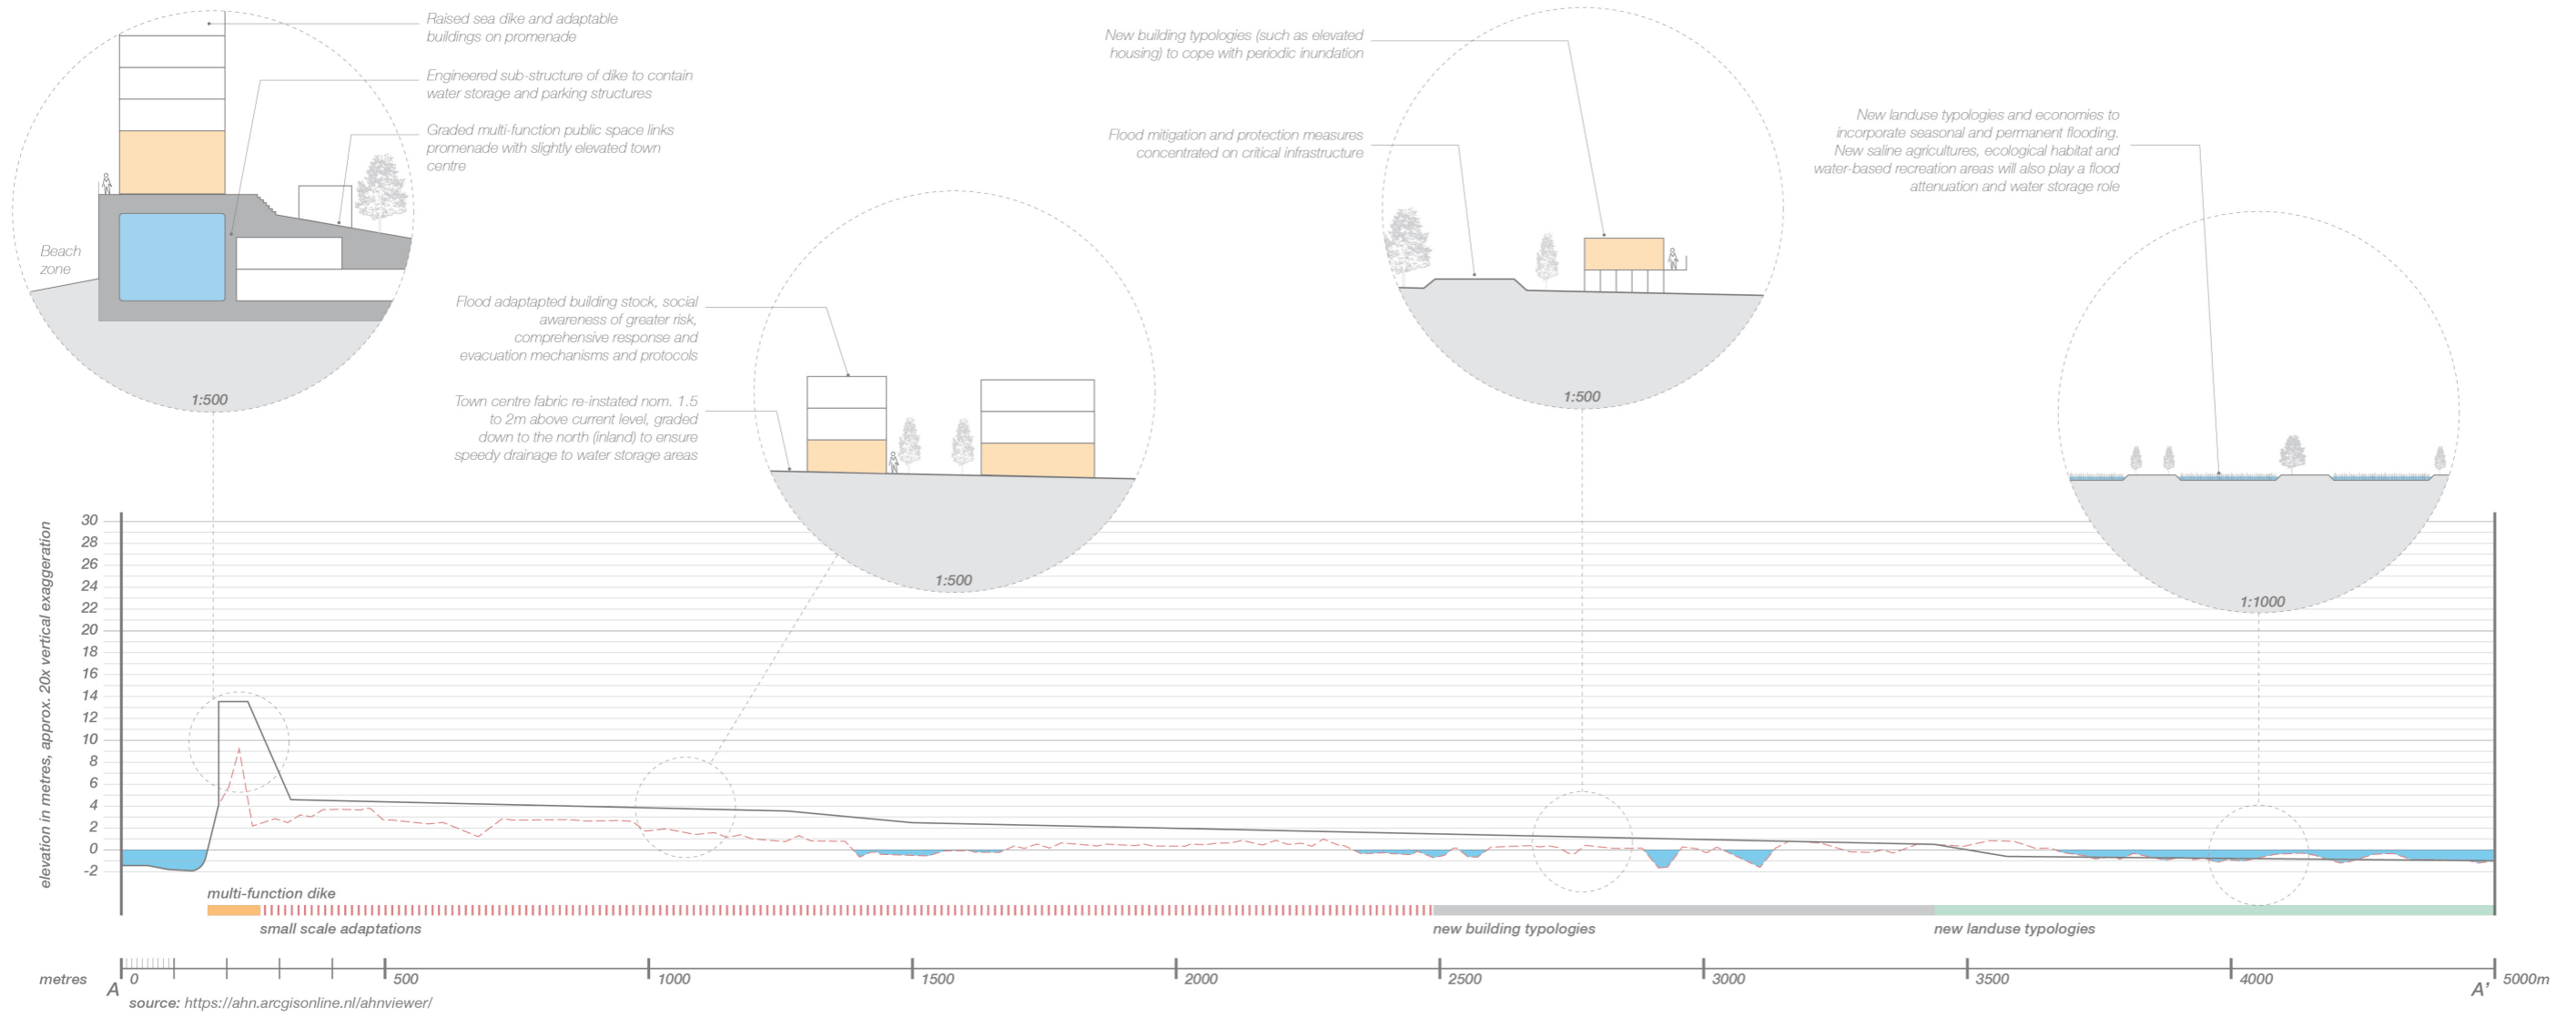 Raised sea dike and adaptable
buildings on promenade
Engineered sub-structure of dike to contain
water storage and parking structures
Graded multi-function public space links
promenade with slightly elevated town
centre
Beach
zone
1:500
Flood adaptapted building stock, social
awareness of greater risk,
comprehensive response and
evacuation mechanisms and protocols
Town centre fabric re-instated nom. 1.5
to 2m above current level, graded
down to the north (inland) to ensure
speedy drainage to water storage areas
1:500
New building typologies (such as elevated
housing) to cope with periodic inundation
Flood mitigation and protection measures
concentrated on critical infrastructure
1:500
New landuse typologies and economies to
incorporate seasonal and permanent flooding.
New saline agricultures, ecological habitat and
water-based recreation areas will also play a flood
attenuation and water storage role
1:1000
elevation in metres, approx. 20x vertical exaggeration
30
28
26
24
22
20
18
16
14
12
10
8
6
4
2
0
-2
multi-function dike
small scale adaptations
new building typologies
new landuse typologies
metres
0
500
1000
1500
2000
2500
3000
3500
4000
5000m
A
A'
source: https://ahn.arcgisonline.nl/ahnviewer/